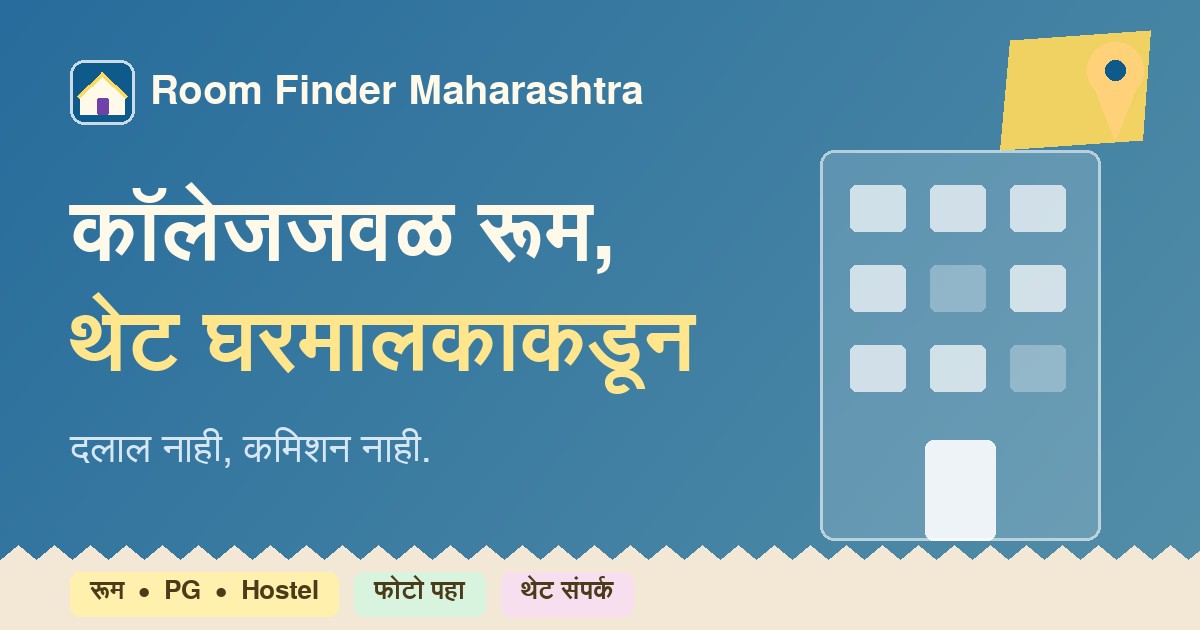 Room Finder Maharashtra
कॉलेजजवळ रूम,
थेट घरमालकाकडून
दलाल नाही, कमिशन नाही.
रूम • PG • Hostel
फोटो पहा
थेट संपर्क